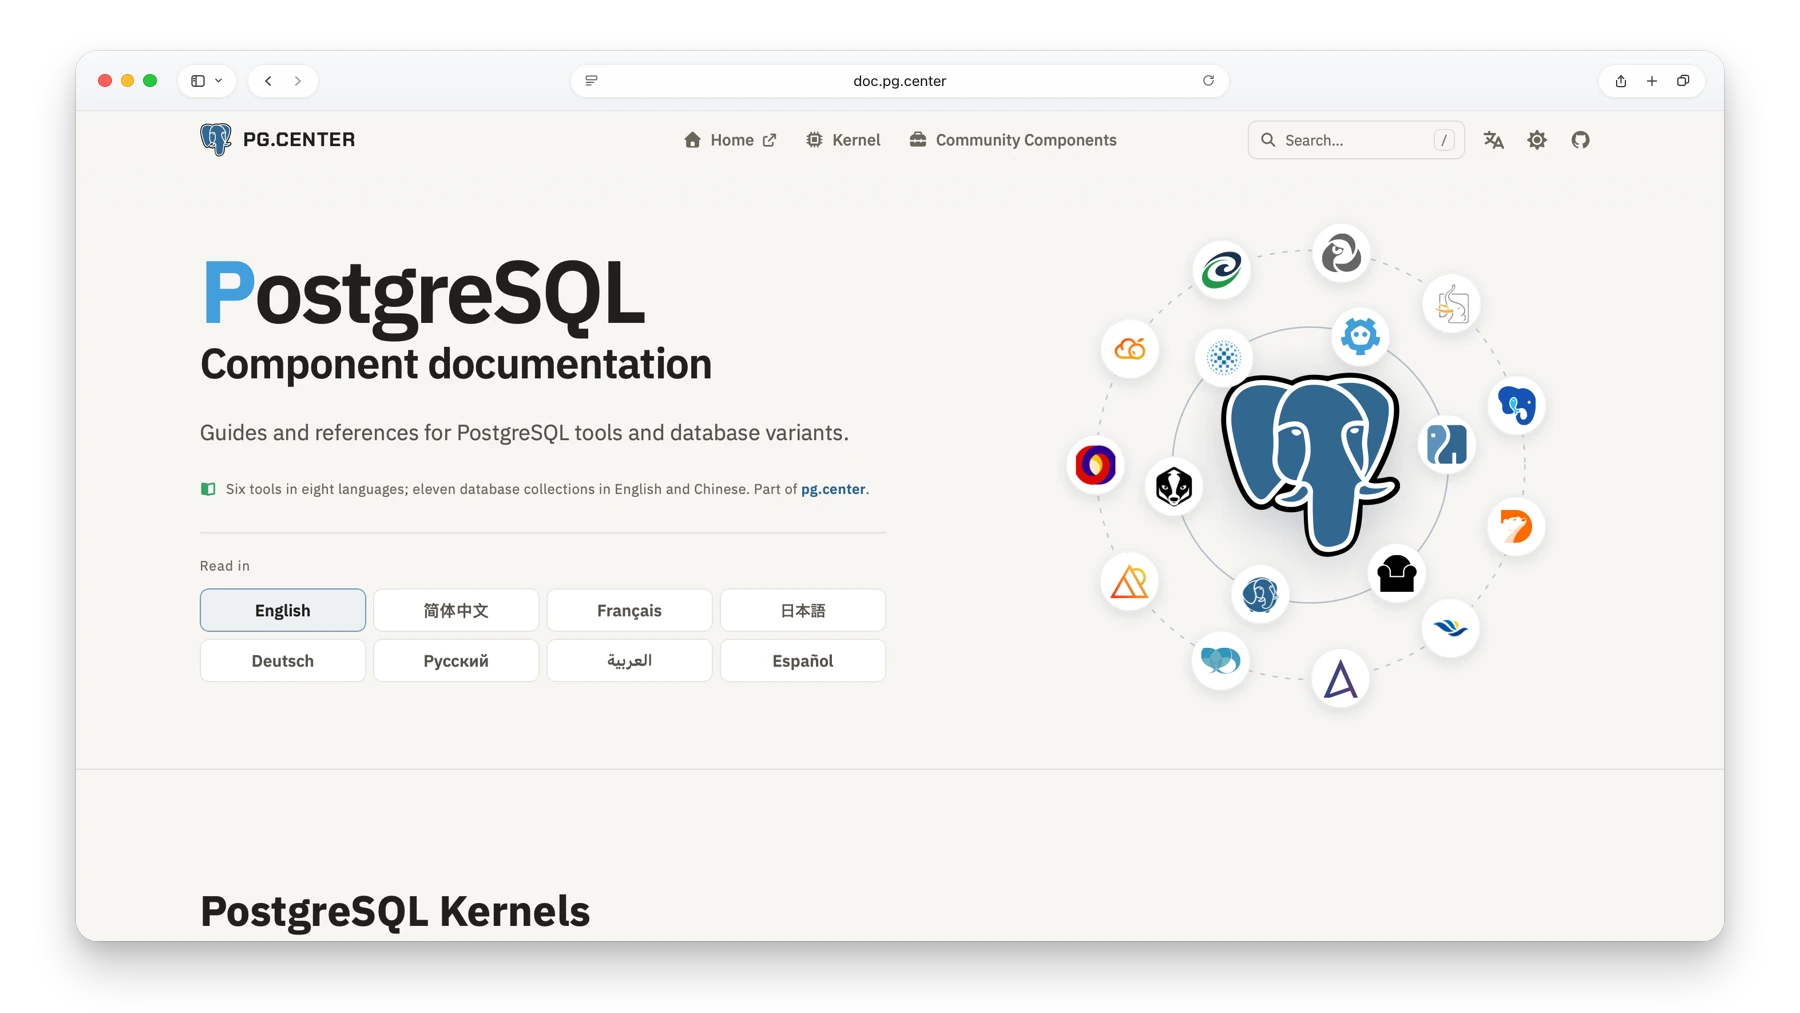 doc.pg.center
PG.CENTER
Home
Kernel
Community Components
Search...
/
PostgreSQL
Component documentation
Guides and references for PostgreSQL tools and database variants.
Six tools in eight languages; eleven database collections in English and Chinese. Part of pg.center.
Read in
English
简体中文
Français
日本語
Deutsch
Русский
العربية
Español
PostgreSQL Kernels